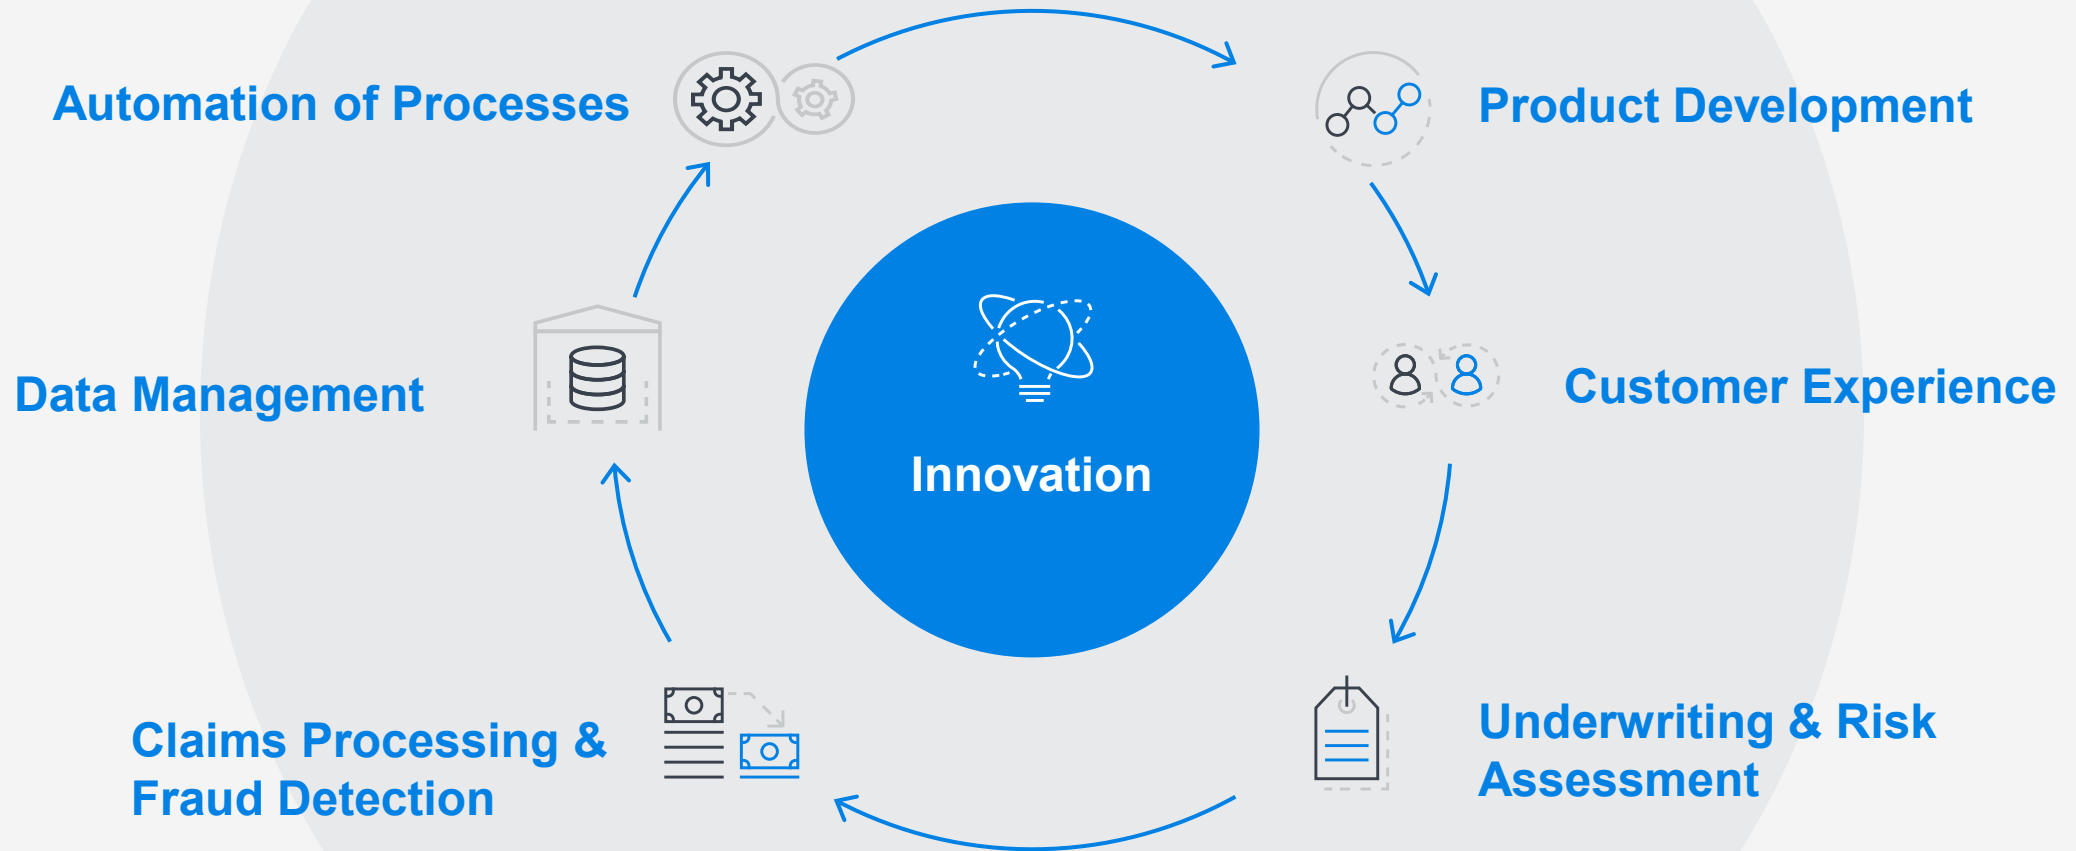 Automation of Processes
Product Development
Data Management
Customer Experience
Innovation
Claims Processing &
Fraud Detection
Underwriting & Risk
Assessment